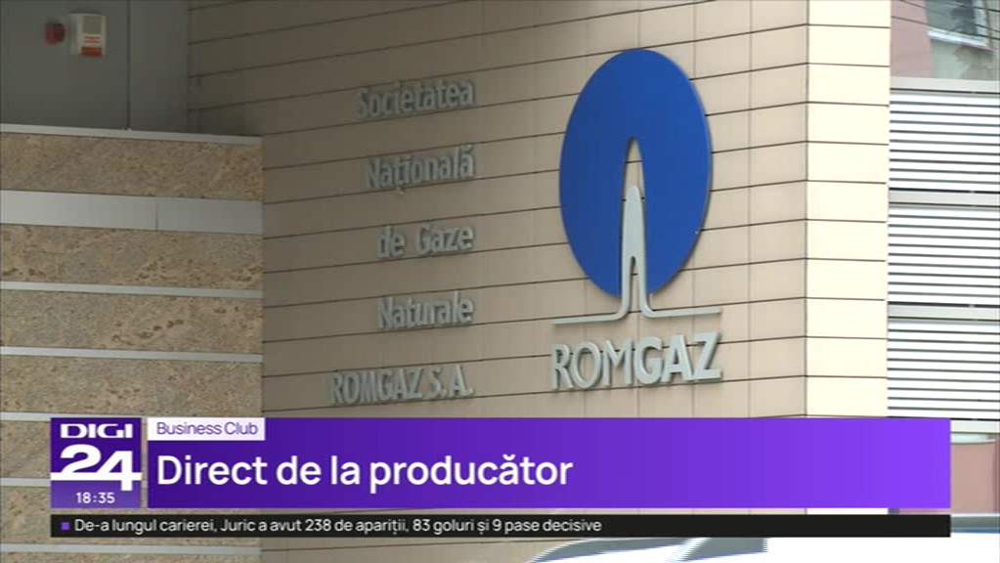 Societatea
Națională
de Gaze
Naturale
ROMGAZ S.A.
ROMGAZ
DIGI
24
18:35
Business Club
Direct de la producător
De-a lungul carierei, Juric a avut 238 de apariții, 83 goluri și 9 pase decisive